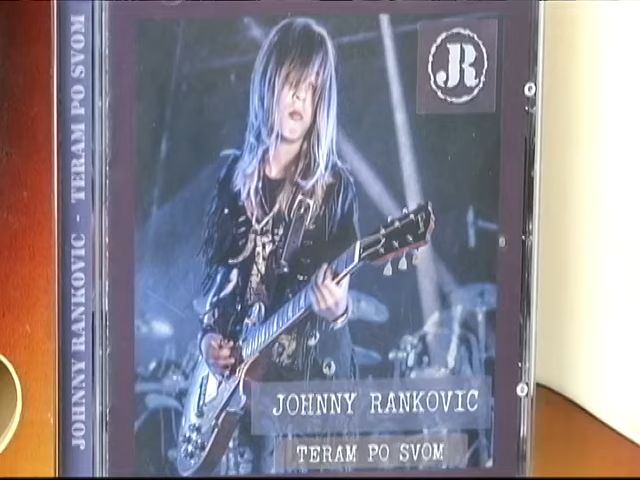 JOHNNY RANKOVIC - TERAM PO SVOM
JR
JOHNNY RANKOVIC
TERAM PO SVOM